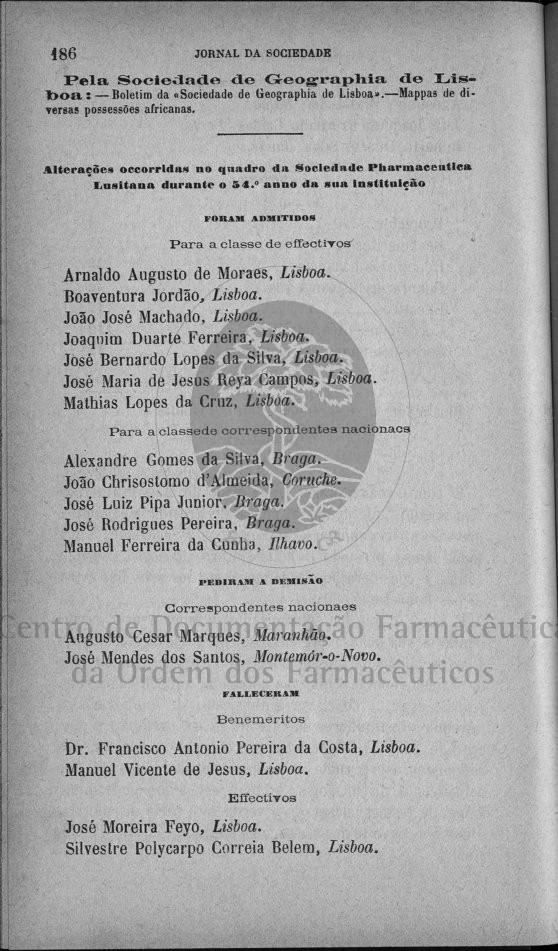 186
JORNAL DA SOCIEDADE
Pela Sociedade de Geographia de Lis-
boa: — Boletim da «Sociedade de Geographia de Lisboa».—Mappas de di-
versas possessões africanas.
Alterações occorridas no quadro da Sociedade Pharmaceutica
Lusitana durante o 54.º anno da sua instituição
FORAM ADMITIDOS
Para a classe de effectivos
Arnaldo Augusto de Moraes, Lisboa.
Boaventura Jordão, Lisboa.
João José Machado, Lisboa.
Joaquim Duarte Ferreira, Lisboa.
José Bernardo Lopes da Silva, Lisboa.
José Maria de Jesus Reya Campos, Lisboa.
Mathias Lopes da Cruz, Lisboa.
Para a classede correspondentes nacionaes
Alexandre Gomes da Silva, Braga.
João Chrisostomo d'Almeida, Coruche.
José Luiz Pipa Junior, Braga.
José Rodrigues Pereira, Braga.
Manuel Ferreira da Cunha, Ilhavo.
PEDIRAM A DEMISÃO
Correspondentes nacionaes
Centro de Documentação Farmacêutica
Augusto Cesar Marques, Maranhão.
José Mendes dos Santos, Montemór-o-Novo.
da Ordem dos Farmacêuticos
FALLECERAM
Benemeritos
Dr. Francisco Antonio Pereira da Costa, Lisboa.
Manuel Vicente de Jesus, Lisboa.
Effectivos
José Moreira Feyo, Lisboa.
Silvestre Polycarpo Correia Belem, Lisboa.